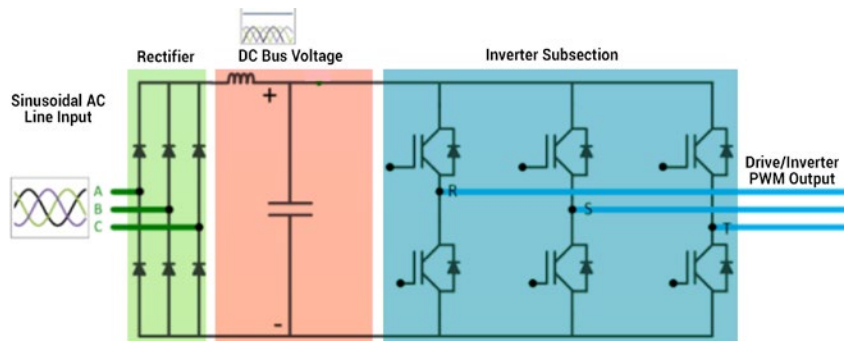 Rectifier
DC Bus Voltage
Inverter Subsection
Sinusoidal AC
Line Input
+
Drive/Inverter
PWM Output
A
R
B
S
C
T
-